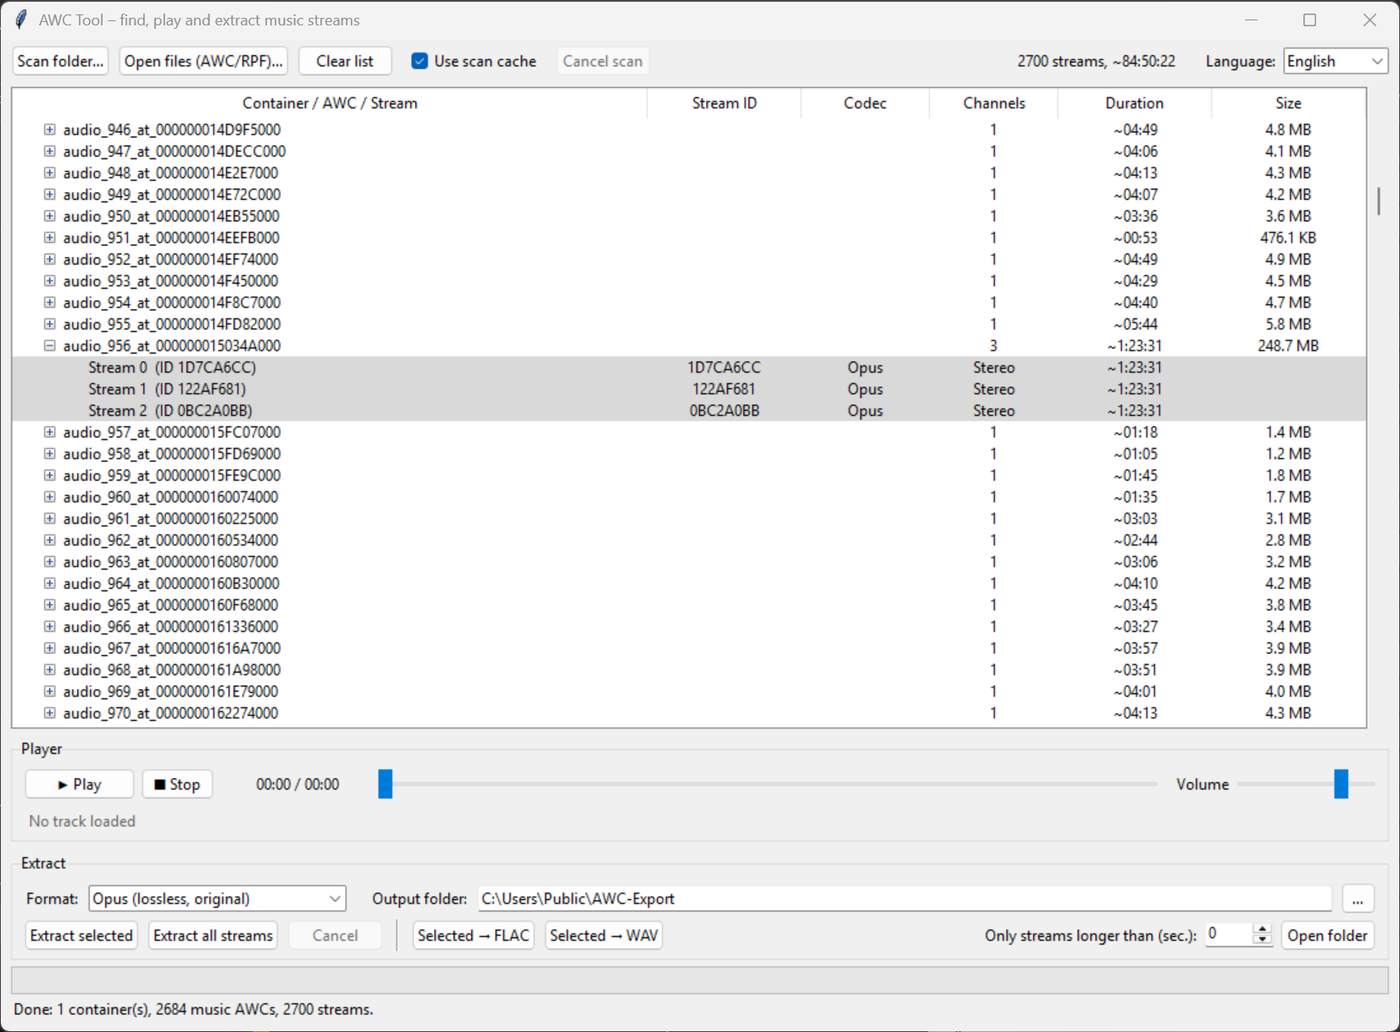 AWC Tool – find, play and extract music streams
Scan folder... Open files (AWC/RPF)... Clear list Use scan cache Cancel scan 2700 streams, ~84:50:22 Language: English
Container / AWC / Stream Stream ID Codec Channels Duration Size
audio_946_at_000000014D9F5000 1 ~04:49 4.8 MB
audio_947_at_000000014DECC000 1 ~04:06 4.1 MB
audio_948_at_000000014E2E7000 1 ~04:13 4.3 MB
audio_949_at_000000014E72C000 1 ~04:07 4.2 MB
audio_950_at_000000014EB55000 1 ~03:36 3.6 MB
audio_951_at_000000014EEFB000 1 ~00:53 476.1 KB
audio_952_at_000000014EF74000 1 ~04:49 4.9 MB
audio_953_at_000000014F450000 1 ~04:29 4.5 MB
audio_954_at_000000014F8C7000 1 ~04:40 4.7 MB
audio_955_at_000000014FD82000 1 ~05:44 5.8 MB
audio_956_at_000000015034A000 3 ~1:23:31 248.7 MB
Stream 0 (ID 1D7CA6CC) 1D7CA6CC Opus Stereo ~1:23:31
Stream 1 (ID 122AF681) 122AF681 Opus Stereo ~1:23:31
Stream 2 (ID 0BC2A0BB) 0BC2A0BB Opus Stereo ~1:23:31
audio_957_at_000000015FC07000 1 ~01:18 1.4 MB
audio_958_at_000000015FD69000 1 ~01:05 1.2 MB
audio_959_at_000000015FE9C000 1 ~01:45 1.8 MB
audio_960_at_0000000160074000 1 ~01:35 1.7 MB
audio_961_at_0000000160225000 1 ~03:03 3.1 MB
audio_962_at_0000000160534000 1 ~02:44 2.8 MB
audio_963_at_0000000160807000 1 ~03:06 3.2 MB
audio_964_at_0000000160B30000 1 ~04:10 4.2 MB
audio_965_at_0000000160F68000 1 ~03:45 3.8 MB
audio_966_at_0000000161336000 1 ~03:27 3.4 MB
audio_967_at_00000001616A7000 1 ~03:57 3.9 MB
audio_968_at_0000000161A98000 1 ~03:51 3.9 MB
audio_969_at_0000000161E79000 1 ~04:01 4.0 MB
audio_970_at_0000000162274000 1 ~04:13 4.3 MB
Player
► Play ■ Stop 00:00 / 00:00 Volume
No track loaded
Extract
Format: Opus (lossless, original) Output folder: C:\Users\Public\AWC-Export ...
Extract selected Extract all streams Cancel Selected → FLAC Selected → WAV Only streams longer than (sec.): 0 Open folder
Done: 1 container(s), 2684 music AWCs, 2700 streams.